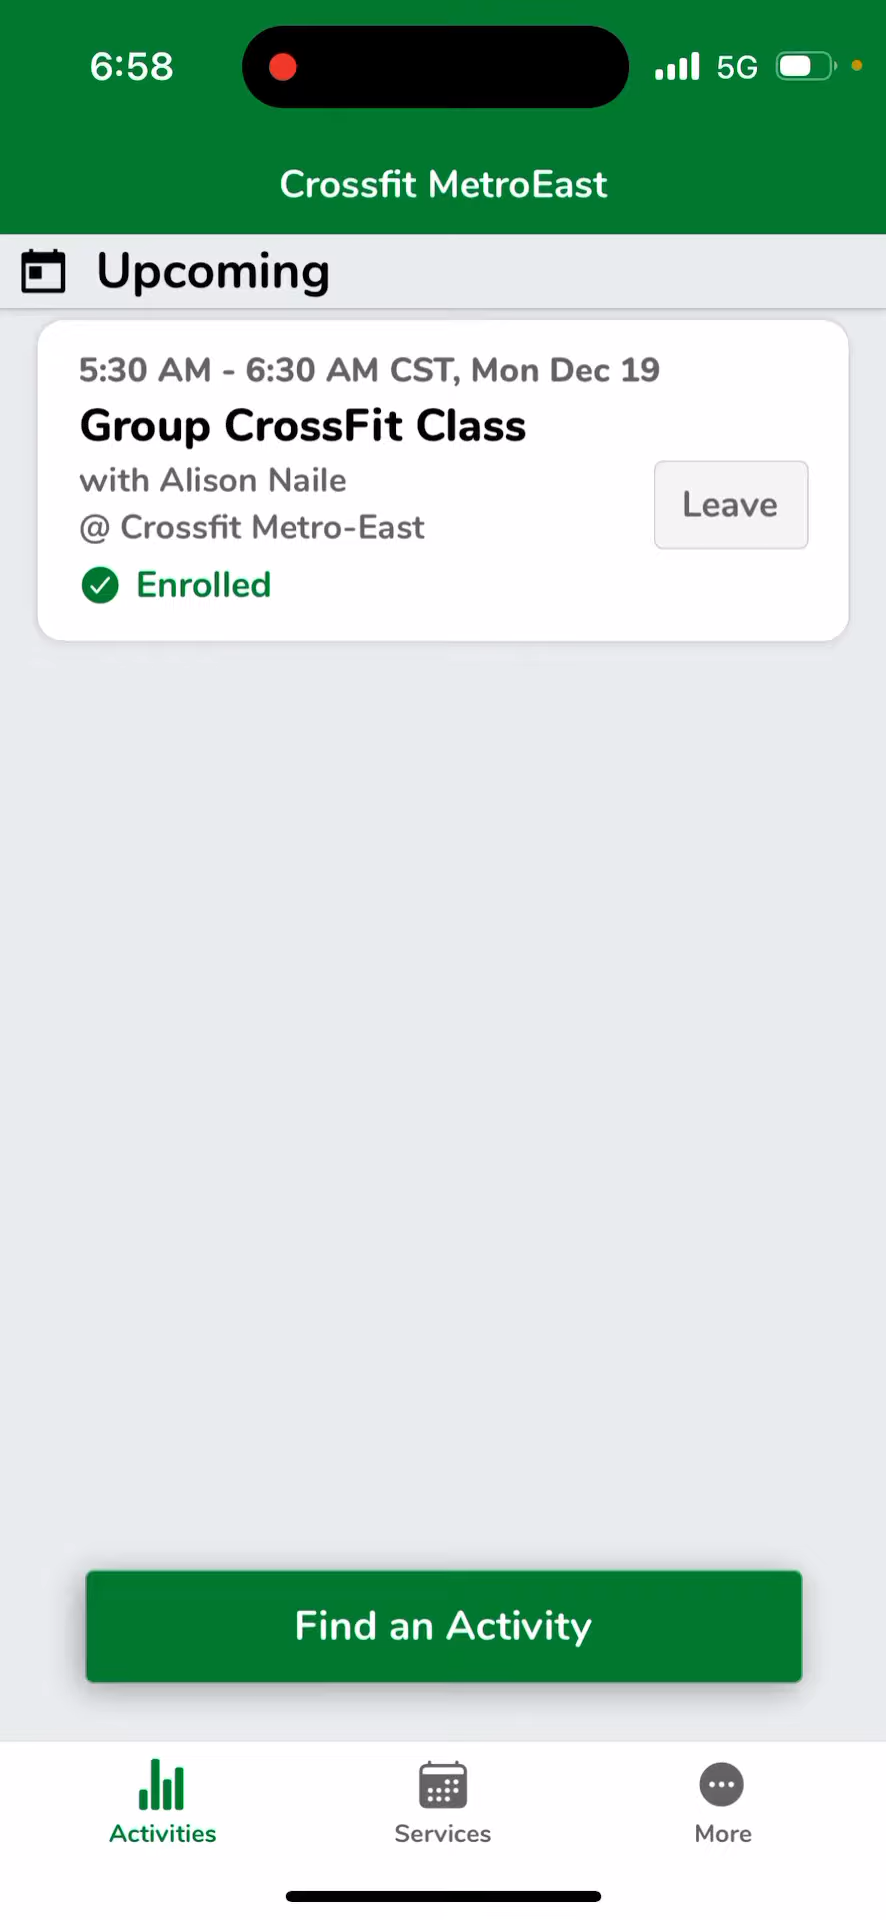 6:58
5G
Crossfit MetroEast
Upcoming
5:30 AM - 6:30 AM CST, Mon Dec 19
Group CrossFit Class
with Alison Naile
@ Crossfit Metro-East
Leave
Enrolled
Find an Activity
Activities
Services
More